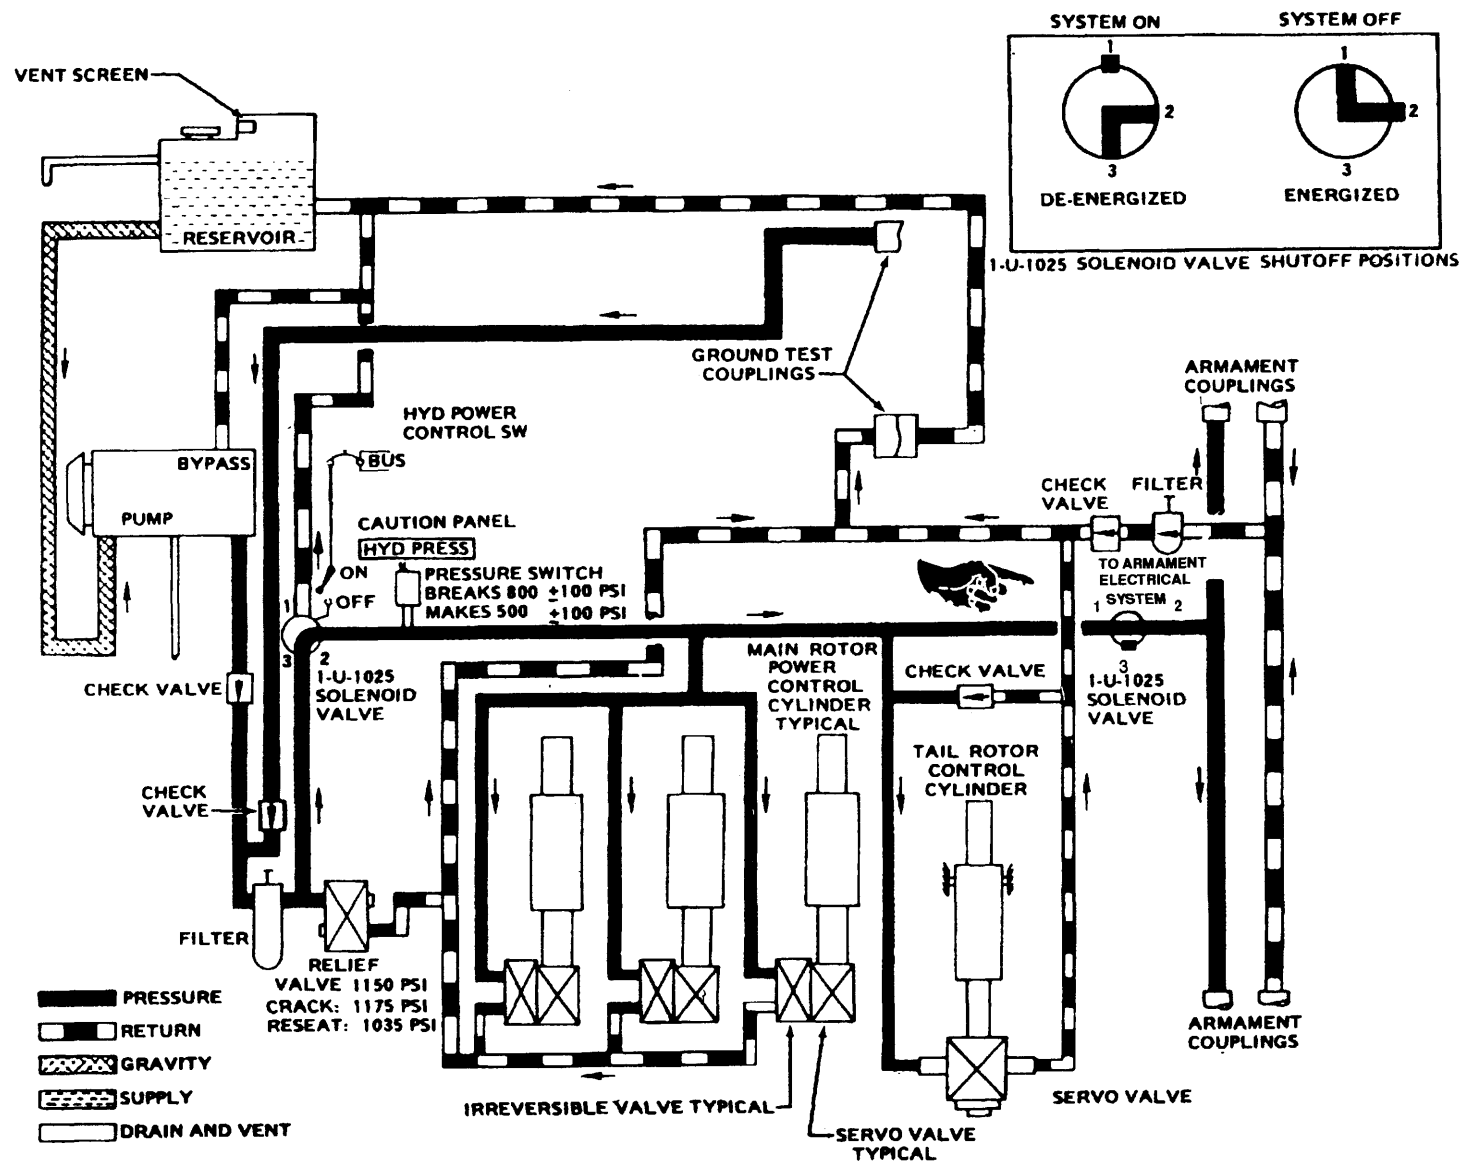 SYSTEM ON
SYSTEM OFF
1
2
3
1
2
3
DE-ENERGIZED
ENERGIZED
1-U-1025 SOLENOID VALVE SHUTOFF POSITIONS
VENT SCREEN
RESERVOIR
GROUND TEST
COUPLINGS
ARMAMENT
COUPLINGS
HYD POWER
CONTROL SW
BUS
BYPASS
PUMP
CHECK
VALVE
FILTER
CAUTION PANEL
HYD PRESS
ON
OFF
PRESSURE SWITCH
BREAKS 800 ±100 PSI
MAKES 500 ±100 PSI
TO ARMAMENT
ELECTRICAL
SYSTEM
1
2
3
1
3
2
1-U-1025
SOLENOID
VALVE
1-U-1025
SOLENOID
VALVE
MAIN ROTOR
POWER
CONTROL
CYLINDER
TYPICAL
CHECK VALVE
CHECK VALVE
TAIL ROTOR
CONTROL
CYLINDER
CHECK
VALVE
FILTER
RELIEF
VALVE 1150 PSI
CRACK: 1175 PSI
RESEAT: 1035 PSI
PRESSURE
RETURN
GRAVITY
SUPPLY
DRAIN AND VENT
IRREVERSIBLE VALVE TYPICAL
SERVO VALVE
TYPICAL
SERVO VALVE
ARMAMENT
COUPLINGS